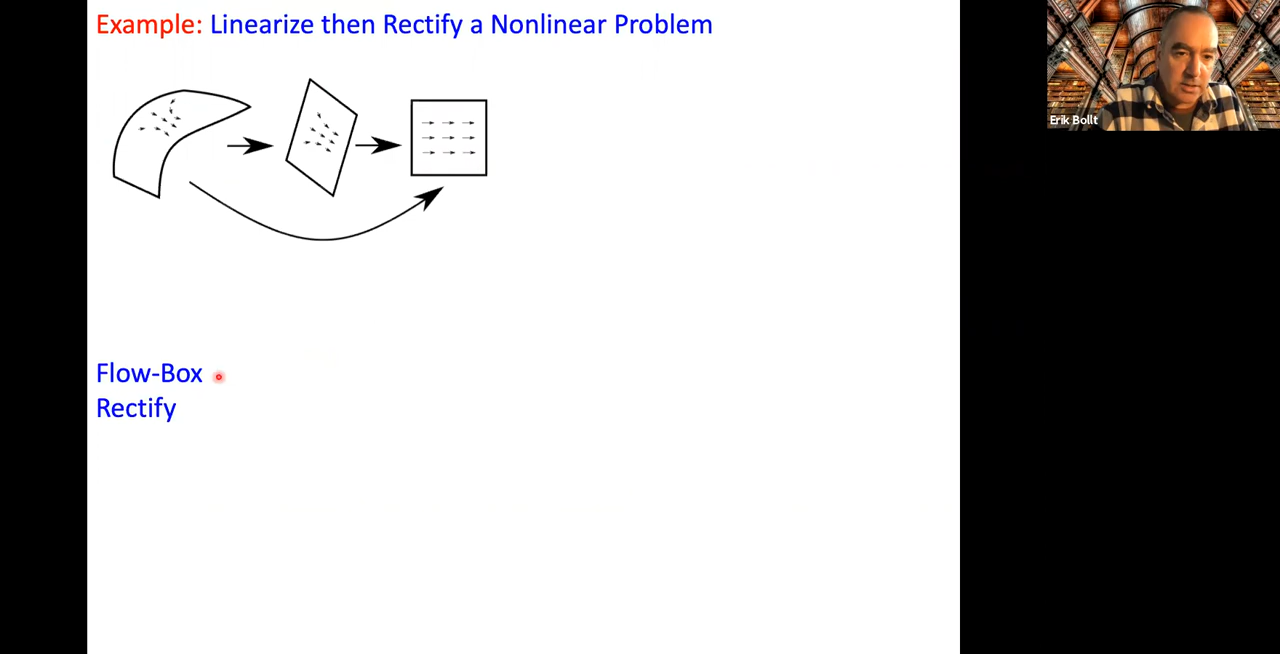 Example: Linearize then Rectify a Nonlinear Problem
Erik Bollt
Flow-Box
Rectify